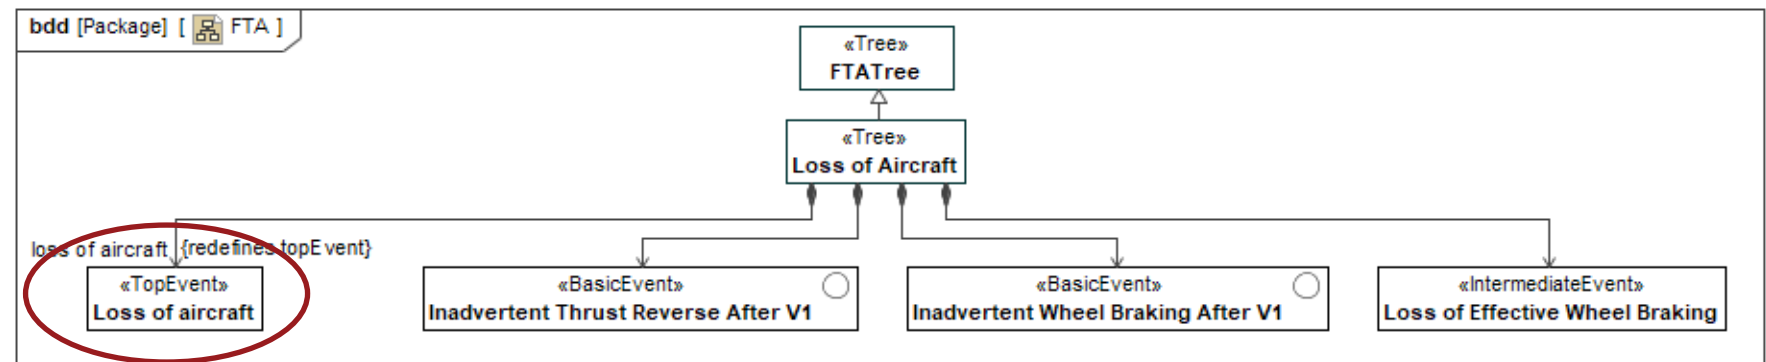 bdd [Package] [ FTA ]
«Tree»
FTATree
«Tree»
Loss of Aircraft
loss of aircraft {redefines topEvent}
«TopEvent»
Loss of aircraft
«BasicEvent»
Inadvertent Thrust Reverse After V1
«BasicEvent»
Inadvertent Wheel Braking After V1
«IntermediateEvent»
Loss of Effective Wheel Braking